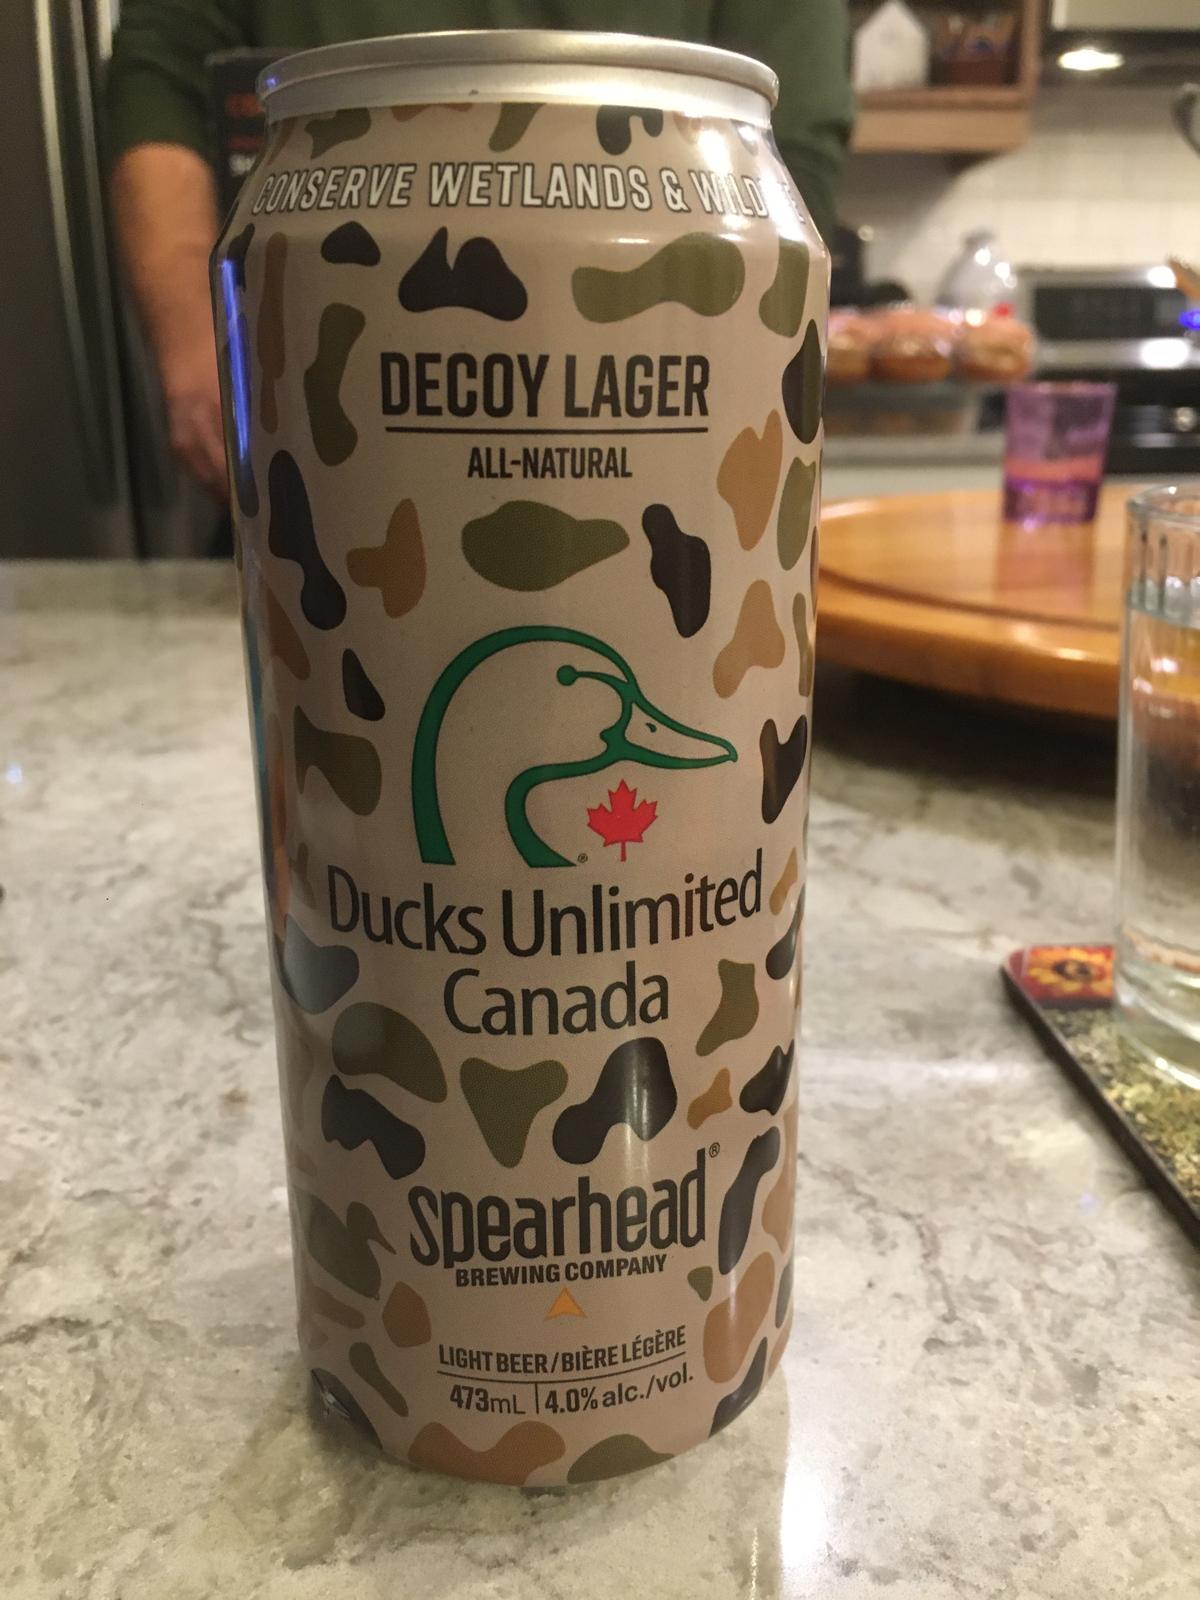 CONSERVE WETLANDS &
DECOY LAGER
ALL-NATURAL
®
Ducks Unlimited
Canada
spearhead®
BREWING COMPANY
LIGHT BEER/BIÈRE LÉGÈRE
473mL | 4.0% alc./vol.